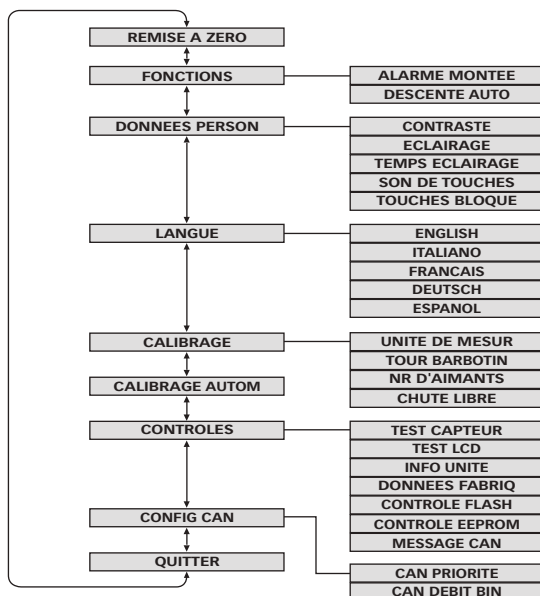 REMISE A ZERO
FONCTIONS
ALARME MONTEE
DESCENTE AUTO
DONNEES PERSON
CONTRASTE
ECLAIRAGE
TEMPS ECLAIRAGE
SON DE TOUCHES
TOUCHES BLOQUE
LANGUE
ENGLISH
ITALIANO
FRANCAIS
DEUTSCH
ESPANOL
CALIBRAGE
UNITE DE MESUR
TOUR BARBOTIN
NR D'AIMANTS
CHUTE LIBRE
CALIBRAGE AUTOM
CONTROLES
TEST CAPTEUR
TEST LCD
INFO UNITE
DONNEES FABRIQ
CONTROLE FLASH
CONTROLE EEPROM
MESSAGE CAN
CONFIG CAN
CAN PRIORITE
CAN DEBIT BIN
QUITTER